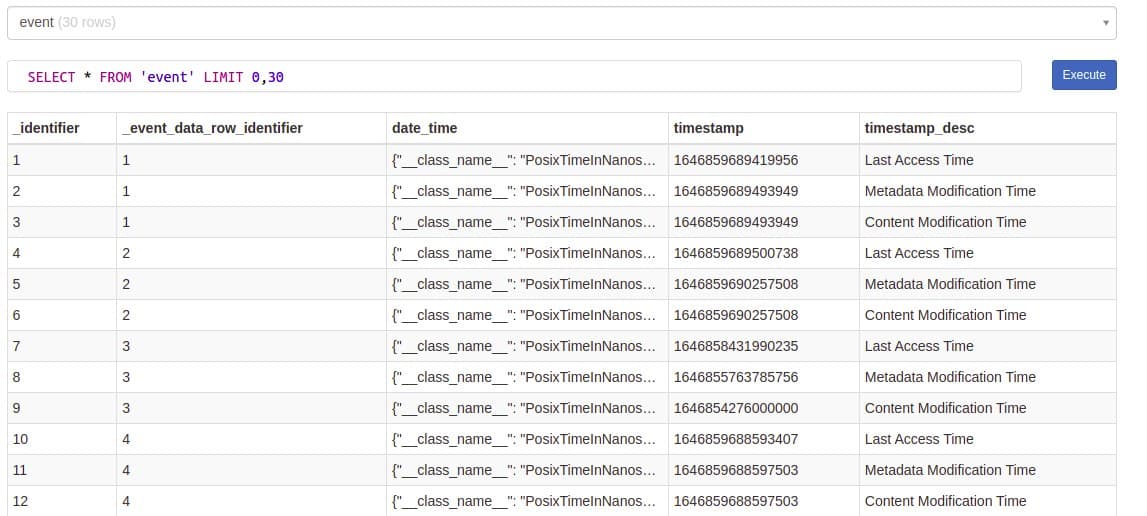 event (30 rows)
SELECT * FROM 'event' LIMIT 0,30
Execute
_identifier _event_data_row_identifier date_time timestamp timestamp_desc
1 1 {"__class_name__": "PosixTimeInNanos… 1646859689419956 Last Access Time
2 1 {"__class_name__": "PosixTimeInNanos… 1646859689493949 Metadata Modification Time
3 1 {"__class_name__": "PosixTimeInNanos… 1646859689493949 Content Modification Time
4 2 {"__class_name__": "PosixTimeInNanos… 1646859689500738 Last Access Time
5 2 {"__class_name__": "PosixTimeInNanos… 1646859690257508 Metadata Modification Time
6 2 {"__class_name__": "PosixTimeInNanos… 1646859690257508 Content Modification Time
7 3 {"__class_name__": "PosixTimeInNanos… 1646858431990235 Last Access Time
8 3 {"__class_name__": "PosixTimeInNanos… 1646855763785756 Metadata Modification Time
9 3 {"__class_name__": "PosixTimeInNanos… 1646854276000000 Content Modification Time
10 4 {"__class_name__": "PosixTimeInNanos… 1646859688593407 Last Access Time
11 4 {"__class_name__": "PosixTimeInNanos… 1646859688597503 Metadata Modification Time
12 4 {"__class_name__": "PosixTimeInNanos… 1646859688597503 Content Modification Time